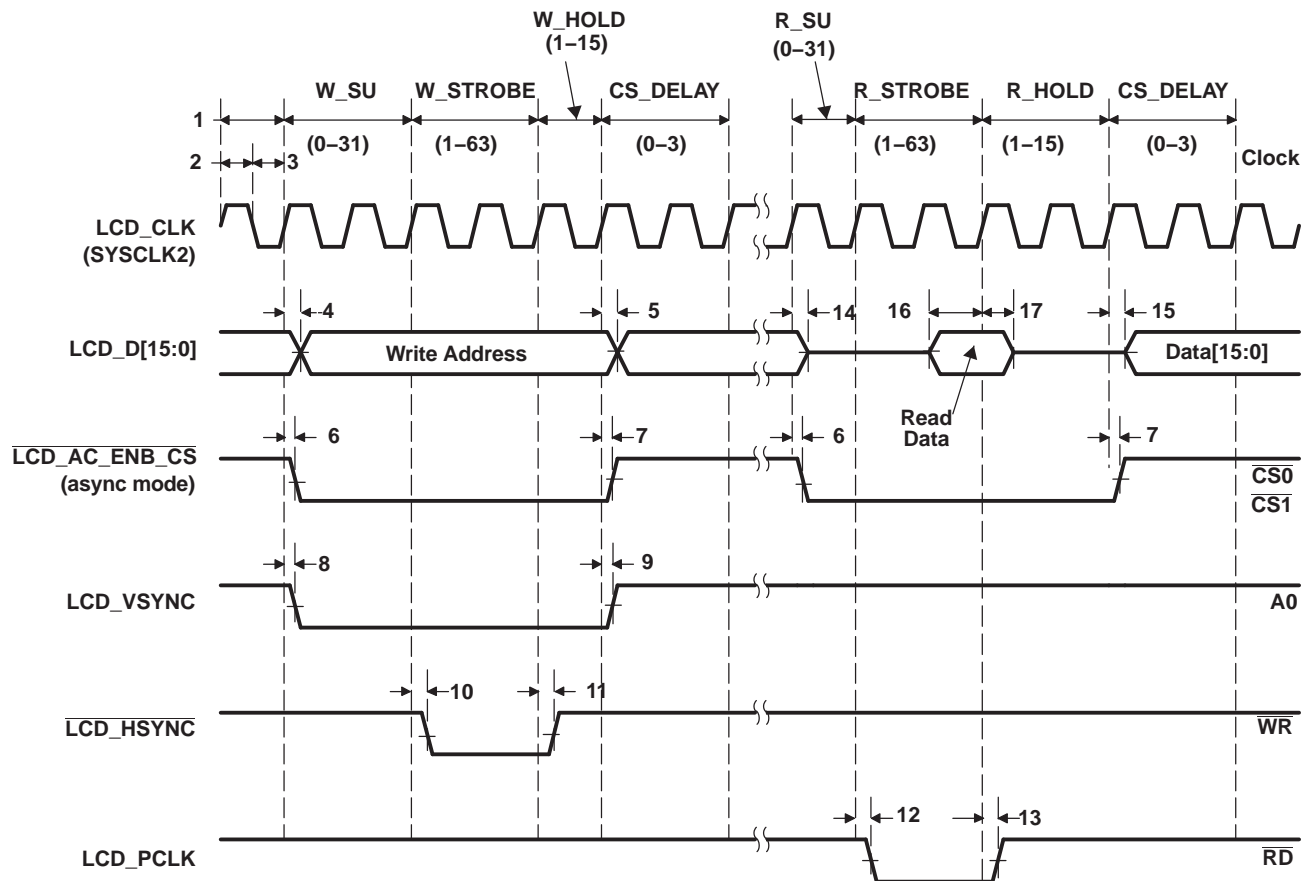 W_HOLD
(1–15)
R_SU
(0–31)
W_SU
W_STROBE
CS_DELAY
R_STROBE
R_HOLD
CS_DELAY
1
(0–31)
(1–63)
(0–3)
(1–63)
(1–15)
(0–3)
Clock
2
3
LCD_CLK
(SYSCLK2)
4
5
14
16
17
15
LCD_D[15:0]
Write Address
Data[15:0]
Read
Data
6
7
6
7
LCD_AC_ENB_CS
(async mode)
CS0
CS1
8
9
LCD_VSYNC
A0
10
11
LCD_HSYNC
WR
12
13
LCD_PCLK
RD